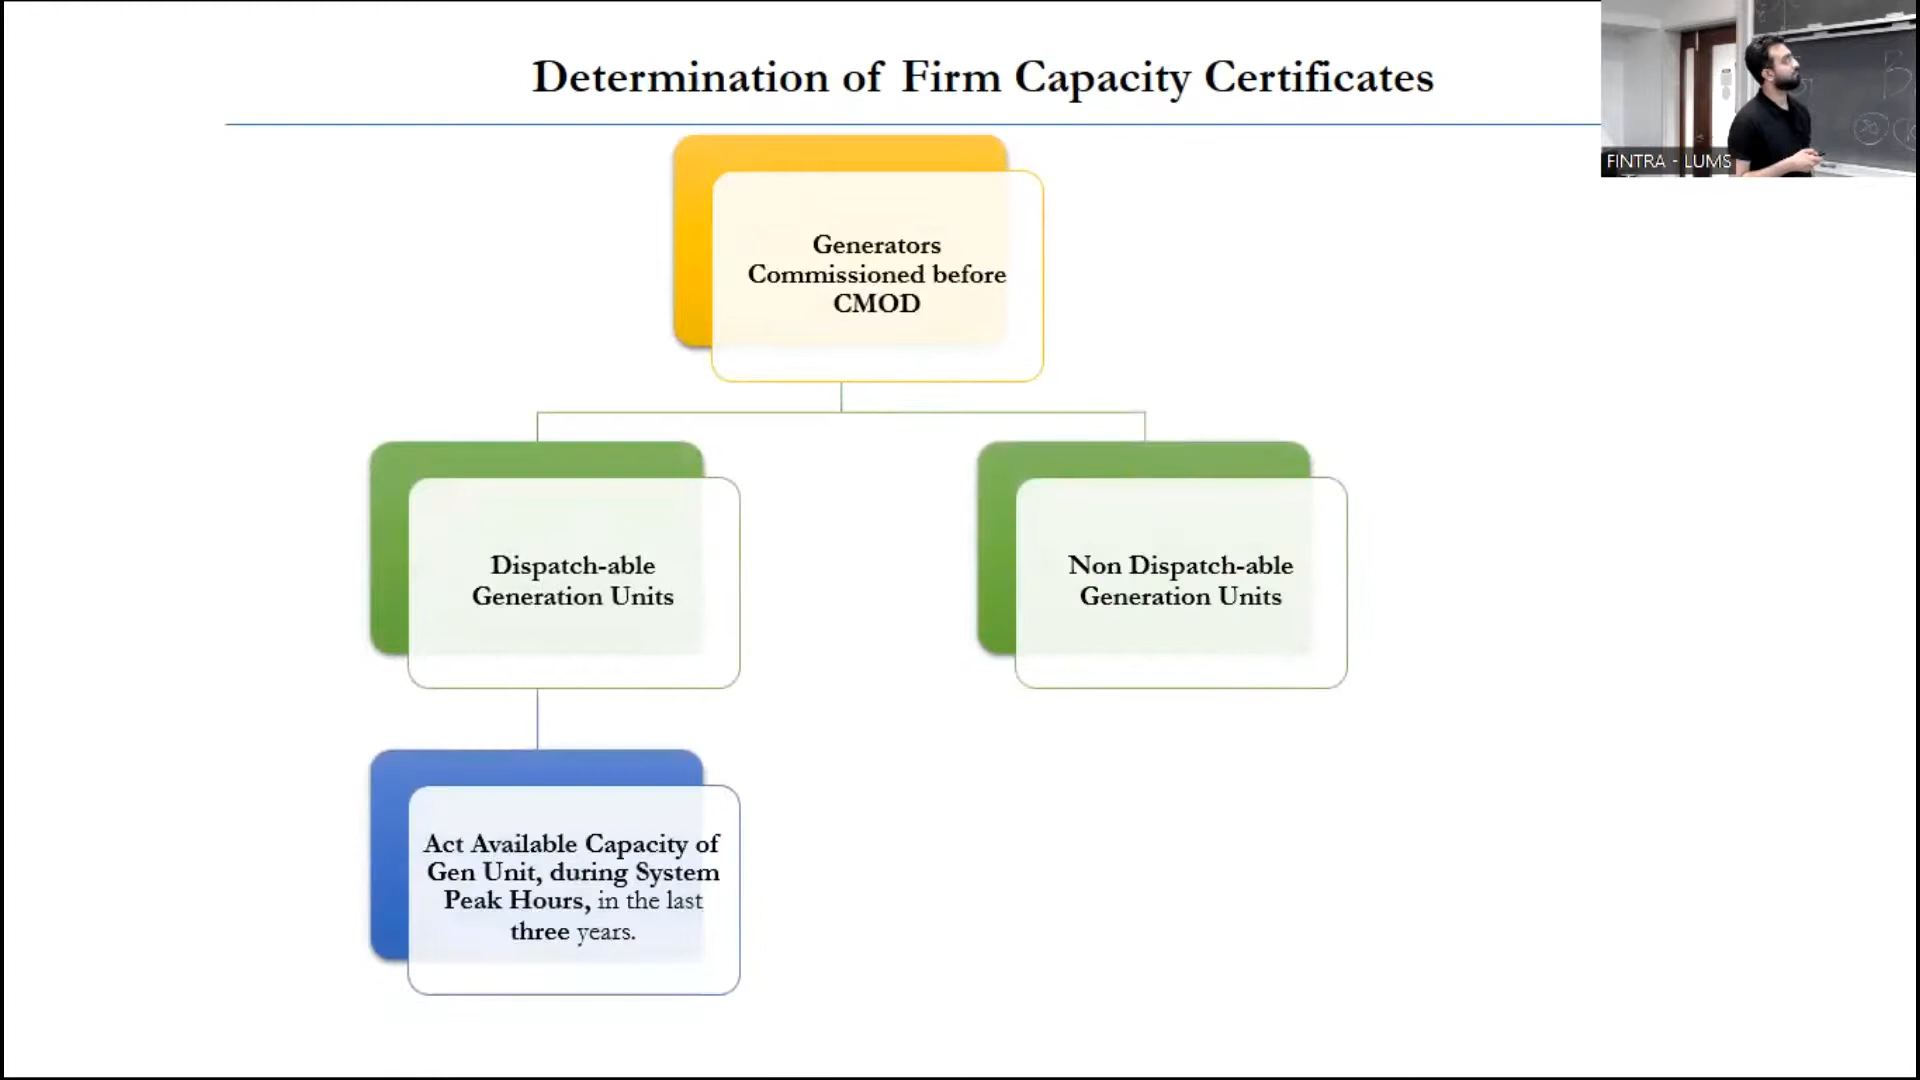 Determination of Firm Capacity Certificates
FINTRA - LUMS
Generators
Commissioned before
CMOD
Dispatch-able
Generation Units
Non Dispatch-able
Generation Units
Act Available Capacity of
Gen Unit, during System
Peak Hours, in the last
three years.